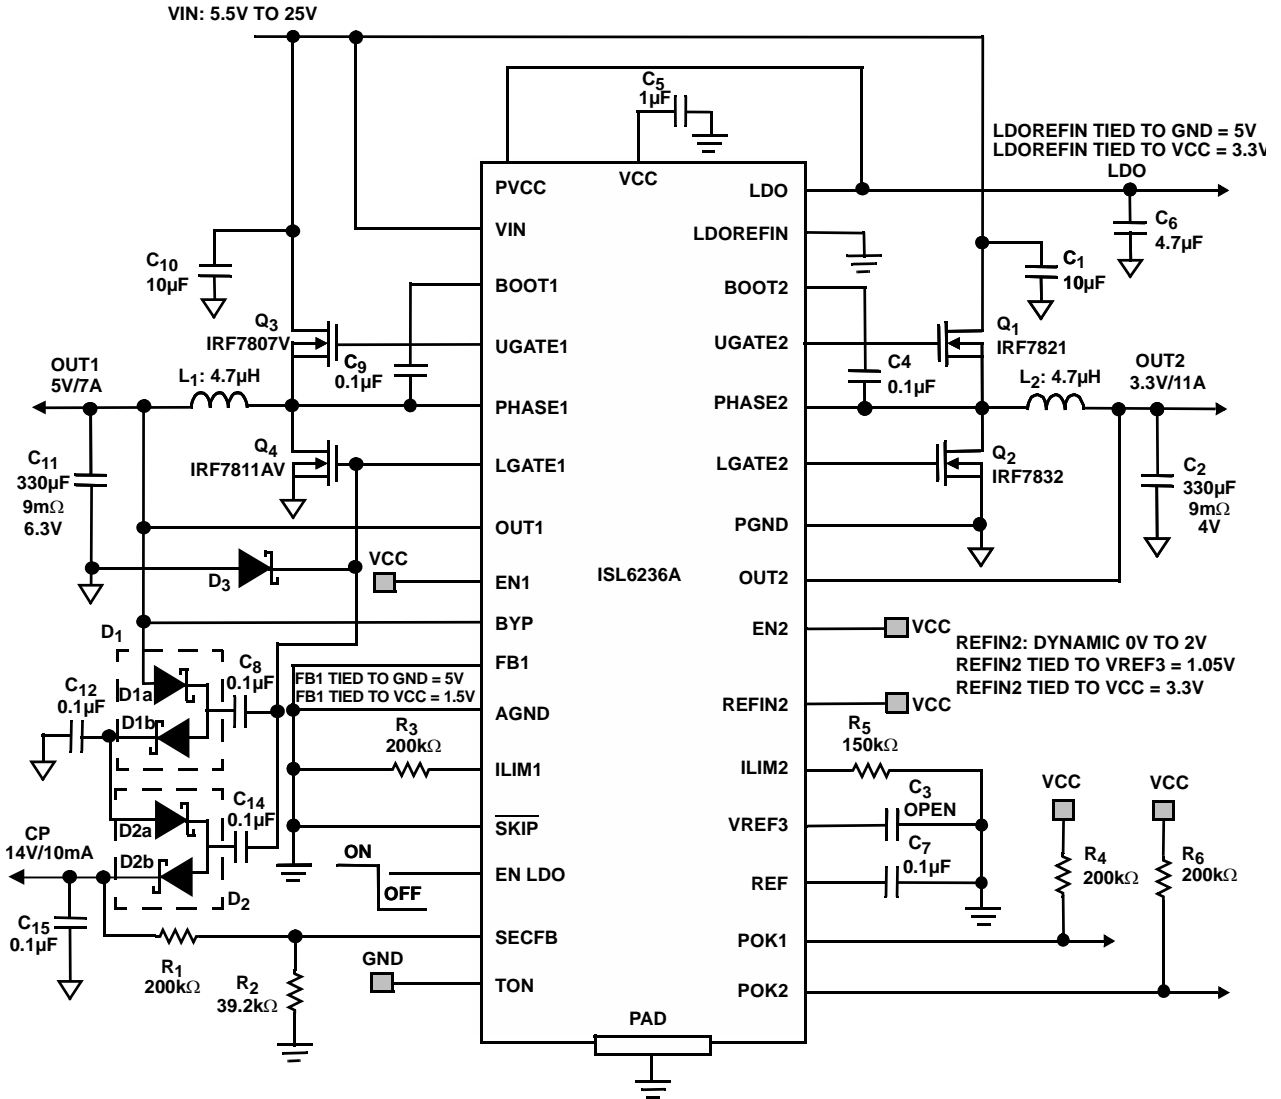 VIN: 5.5V TO 25V
C5
1µF
LDOREFIN TIED TO GND = 5V
LDOREFIN TIED TO VCC = 3.3V
PVCC
VCC
LDO
LDO
VIN
LDOREFIN
C6
4.7µF
C10
10µF
C1
10µF
BOOT1
BOOT2
Q3
IRF7807V
UGATE1
UGATE2
Q1
IRF7821
C9
0.1µF
C4
0.1µF
OUT1
5V/7A
L1: 4.7µH
L2: 4.7µH
OUT2
3.3V/11A
PHASE1
PHASE2
Q4
IRF7811AV
LGATE1
LGATE2
Q2
IRF7832
C11
330µF
9mΩ
6.3V
C2
330µF
9mΩ
4V
OUT1
PGND
D3
VCC
EN1
ISL6236A
OUT2
BYP
EN2
VCC
REFIN2: DYNAMIC 0V TO 2V
REFIN2 TIED TO VREF3 = 1.05V
REFIN2 TIED TO VCC = 3.3V
D1
FB1
FB1 TIED TO GND = 5V
FB1 TIED TO VCC = 1.5V
C8
0.1µF
D1a
D1b
C12
0.1µF
AGND
REFIN2
VCC
R3
200kΩ
R5
150kΩ
ILIM1
ILIM2
VCC
VCC
C3
OPEN
C14
0.1µF
D2a
D2b
SKIP
VREF3
CP
14V/10mA
C7
0.1µF
R4
200kΩ
R6
200kΩ
ON
OFF
EN LDO
REF
D2
C15
0.1µF
SECFB
POK1
R1
200kΩ
R2
39.2kΩ
GND
TON
POK2
PAD